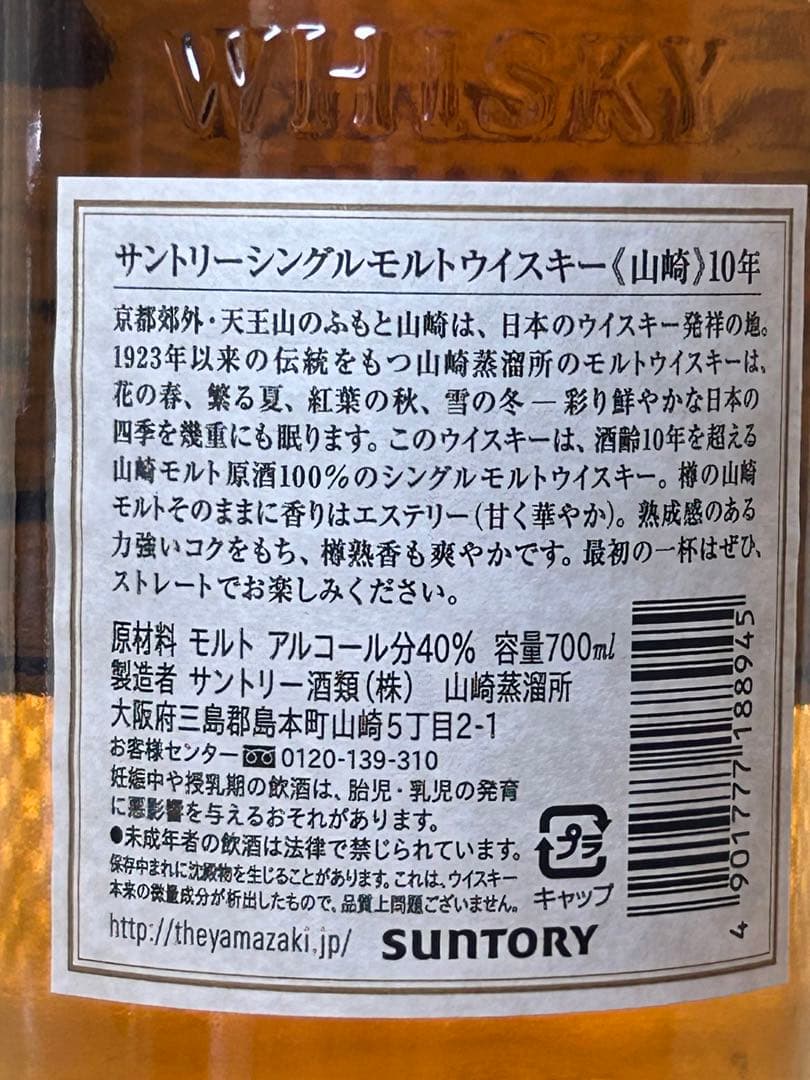 WHISKY
サントリーシングルモルトウイスキー《山崎》10年
京都郊外・天王山のふもと山崎は、日本のウイスキー発祥の地。
1923年以来の伝統をもつ山崎蒸溜所のモルトウイスキーは、
花の春、繁る夏、紅葉の秋、雪の冬―彩り鮮やかな日本の
四季を幾重にも眠ります。このウイスキーは、酒齢10年を超える
山崎モルト原酒100%のシングルモルトウイスキー。樽の山崎
モルトそのままに香りはエステリー(甘く華やか)。熟成感のある
力強いコクをもち、樽熟香も爽やかです。最初の一杯はぜひ、
ストレートでお楽しみください。
原材料 モルト アルコール分40% 容量700ml
製造者 サントリー酒類(株) 山崎蒸溜所
大阪府三島郡島本町山崎5丁目2-1
お客様センター 0120-139-310
妊娠中や授乳期の飲酒は、胎児・乳児の発育
に悪影響を与えるおそれがあります。
●未成年者の飲酒は法律で禁じられています。
保存中まれに沈殿物を生じることがあります。これは、ウイスキー
本来の微量成分が析出したもので、品質上問題ございません。
プラ
キャップ
http://theyamazaki.jp/
SUNTORY
4 901777 188945